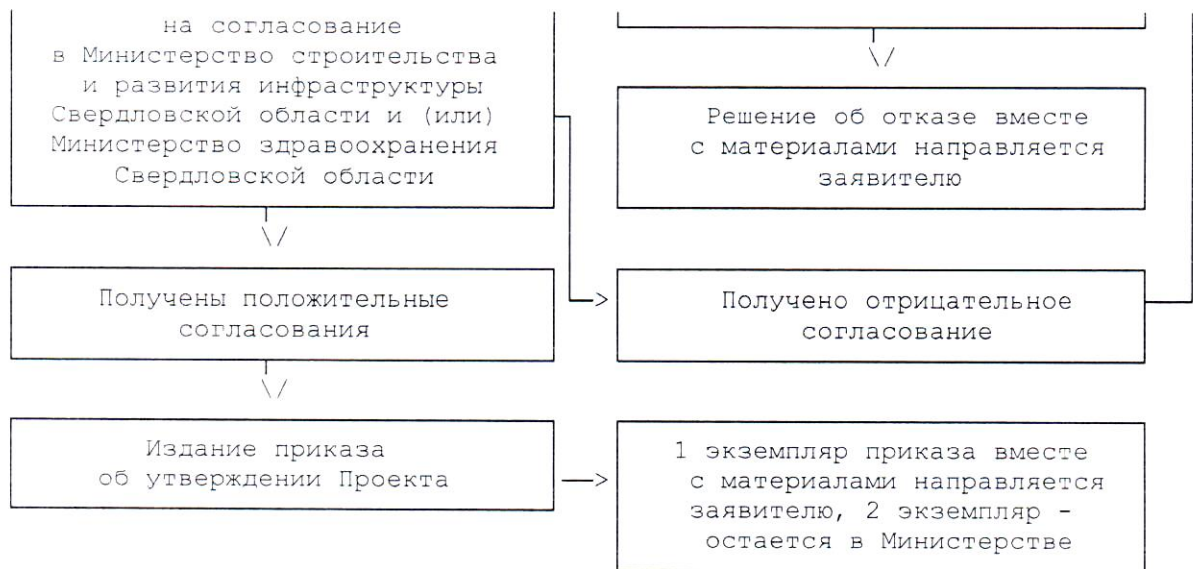 на согласование
в Министерство строительства
и развития инфраструктуры
Свердловской области и (или)
Министерство здравоохранения
Свердловской области
Решение об отказе вместе
с материалами направляется
заявителю
Получены положительные
согласования
Получено отрицательное
согласование
Издание приказа
об утверждении Проекта
1 экземпляр приказа вместе
с материалами направляется
заявителю, 2 экземпляр -
остается в Министерстве